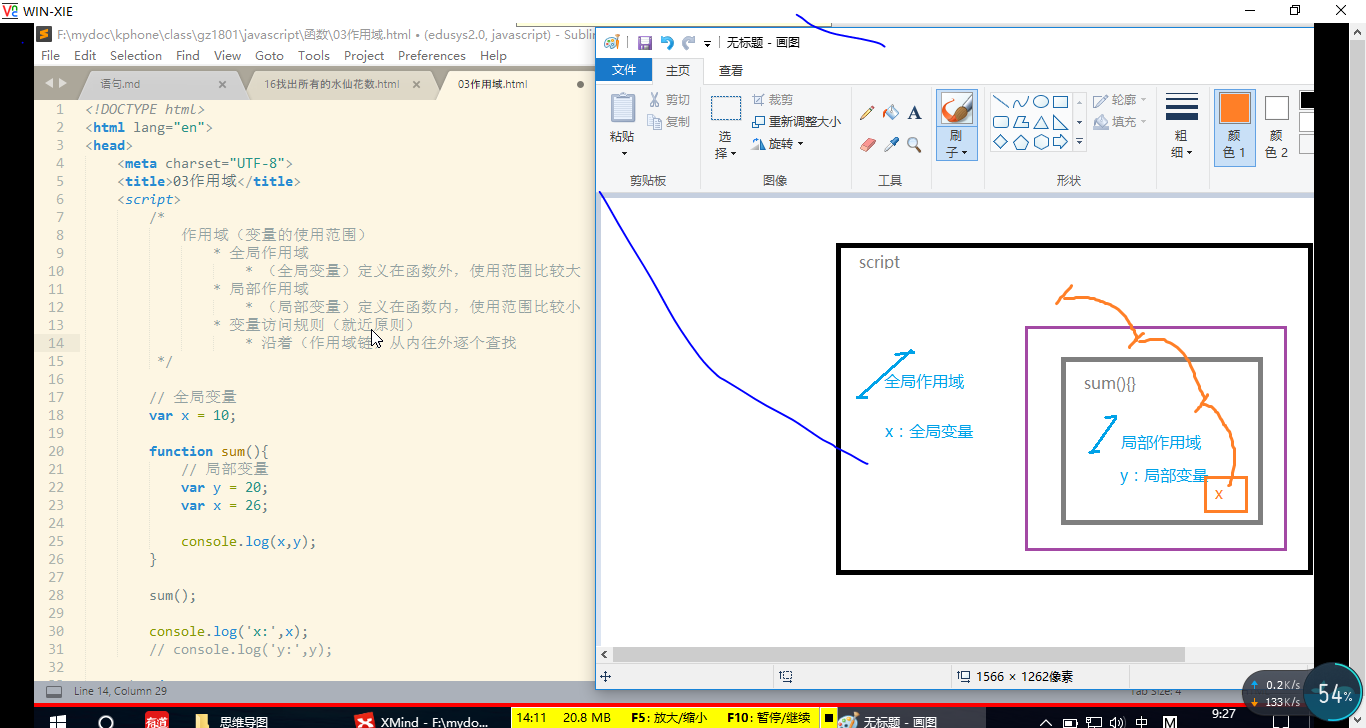 WIN-XIE
F:\mydoc\kphone\class\gz1801\javascript\函数\03作用域.html • (edusys2.0, javascript) - Sublim
File Edit Selection Find View Goto Tools Project Preferences Help
语句.md
16找出所有的水仙花数.html
03作用域.html
1 <!DOCTYPE html>
2 <html lang="en">
3 <head>
4 <meta charset="UTF-8">
5 <title>03作用域</title>
6 <script>
7 /*
8 作用域（变量的使用范围）
9 * 全局作用域
10 * （全局变量）定义在函数外，使用范围比较大
11 * 局部作用域
12 * （局部变量）定义在函数内，使用范围比较小
13 * 变量访问规则（就近原则）
14 * 沿着（作用域链）从内往外逐个查找
15 */
16
17 // 全局变量
18 var x = 10;
19
20 function sum(){
21 // 局部变量
22 var y = 20;
23 var x = 26;
24
25 console.log(x,y);
26 }
27
28 sum();
29
30 console.log('x:',x);
31 // console.log('y:',y);
32
Line 14, Column 29
无标题 - 画图
文件 主页 查看
粘贴
剪切
复制
剪贴板
选择
裁剪
重新调整大小
旋转
图像
A
工具
刷子
轮廓
填充
形状
粗细
颜色 1
颜色 2
script
全局作用域
x：全局变量
sum(){}
局部作用域
y：局部变量
x
1566 × 1262像素
Tab Size: 4
0.2K/s
133K/s
54%
有道
思维导图
XMind - F:\mydo...
14:11 20.8 MB F5: 放大/缩小 F10: 暂停/继续
无标题 - 画图
中
M
9:27